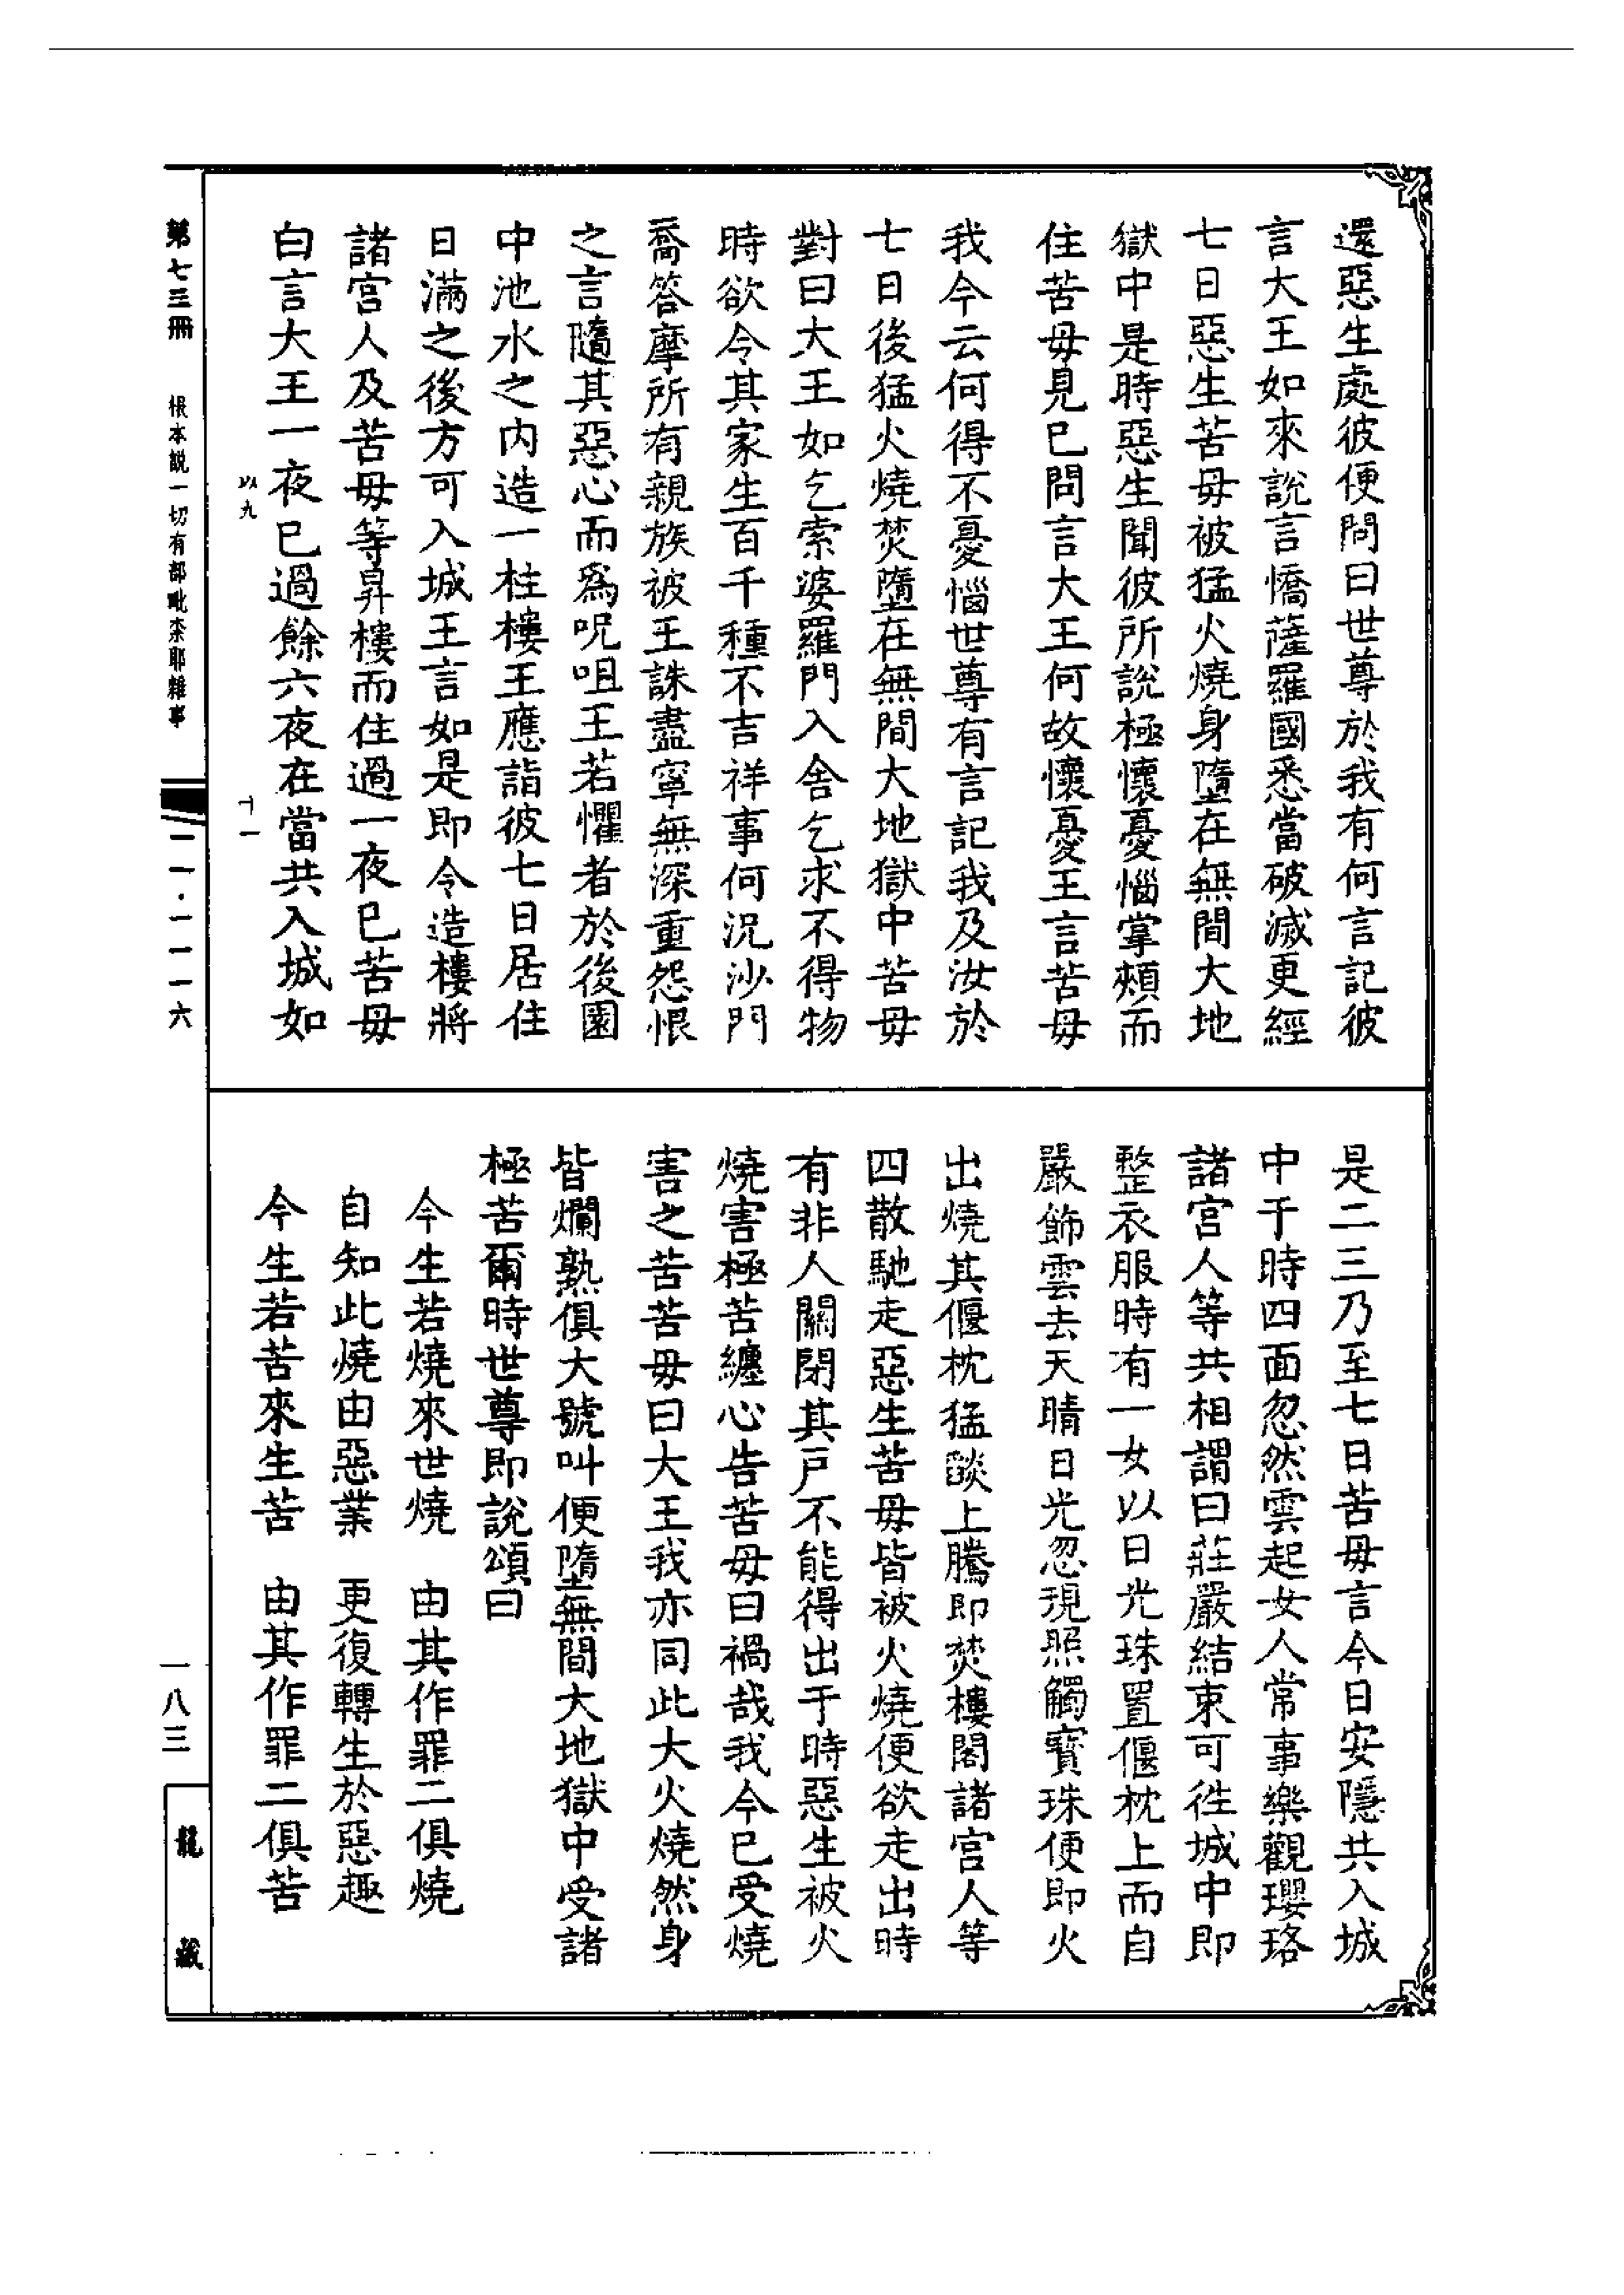 還惡生處彼便問曰世尊於我有何言記彼
言大王如來說言憍薩羅國悉當破滅更經
七日惡生苦毋被猛火燒身墮在無間大地
獄中是時惡生聞彼所說極懷憂惱掌頰而
住苦毋見已問言大王何故懷憂王言苦毋
我今云何得不憂惱世尊有言記我及汝於
七日後猛火燒焚墮在無間大地獄中苦毋
對曰大王如乞索婆羅門入舍乞求不得物
時欲令其家生百千種不吉祥事何況沙門
喬答摩所有親族被王誅盡寧無深重怨恨
之言隨其惡心而爲呪咀王若懼者於後園
中池水之内造一柱樓王應詣彼七日居住
日滿之後方可入城王言如是即令造樓將
諸宮人及苦毋等昇樓而住過一夜已苦毋
白言大王一夜已過餘六夜在當共入城如
是二三乃至七日苦毋言今日安隱共入城
中于時四面忽然雲起女人常事樂觀瓔珞
諸宮人等共相謂曰莊嚴結束可徃城中即
整衣服時有一女以日光珠置偃枕上而自
嚴飾雲去天晴日光忽現照觸寳珠便即火
出燒其偃枕猛燄上騰即焚樓閣諸宮人等
四散馳走惡生苦毋皆被火燒便欲走出時
有非人關閉其戸不能得出于時惡生被火
燒害極苦纏心告苦毋曰禍哉我今已受燒
害之苦苦毋曰大王我亦同此大火燒然身
皆爛熟俱大號叫便墮無間大地獄中受諸
極苦爾時世尊即說頌曰
今生若燒來世燒　由其作罪二俱燒
自知此燒由惡業　更復轉生於惡趣
今生若苦來生苦　由其作罪二俱苦
以九　十一
第七三冊　根本説一切有部毗柰耶雜事　二一·一一一六　一八三　龍藏